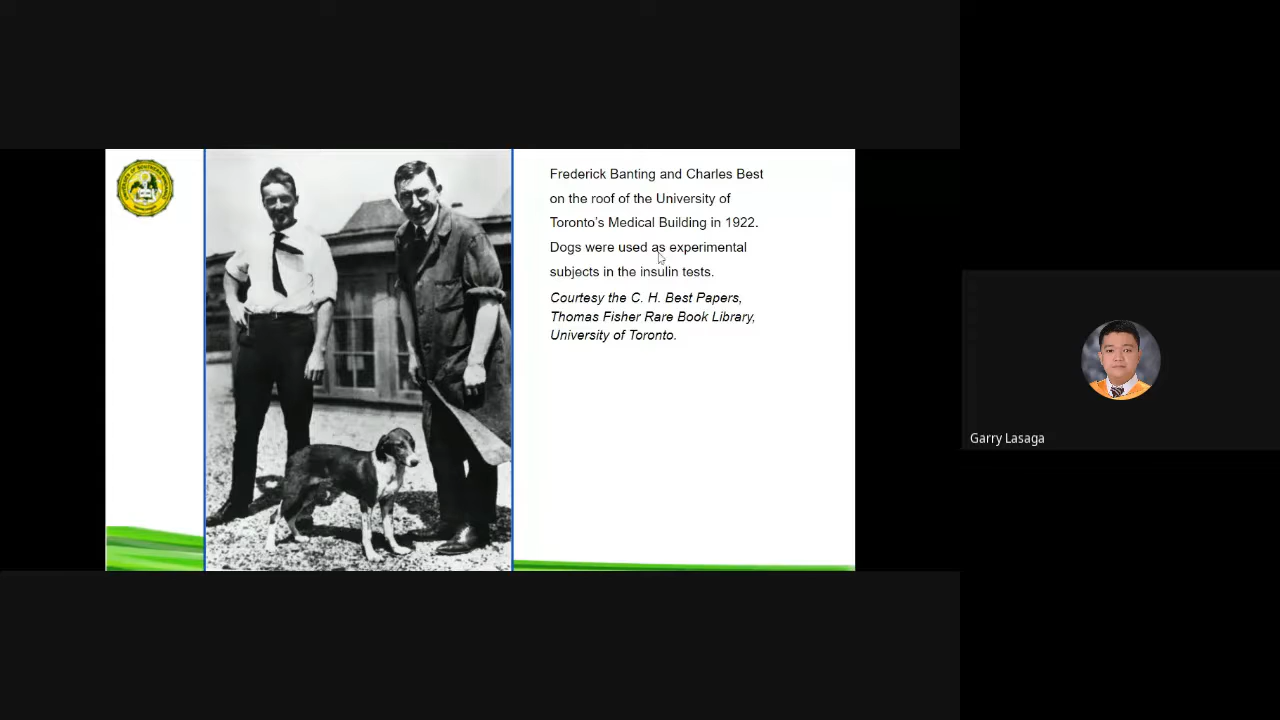 Frederick Banting and Charles Best
on the roof of the University of
Toronto's Medical Building in 1922.
Dogs were used as experimental
subjects in the insulin tests.
Courtesy the C. H. Best Papers,
Thomas Fisher Rare Book Library,
University of Toronto.
Garry Lasaga